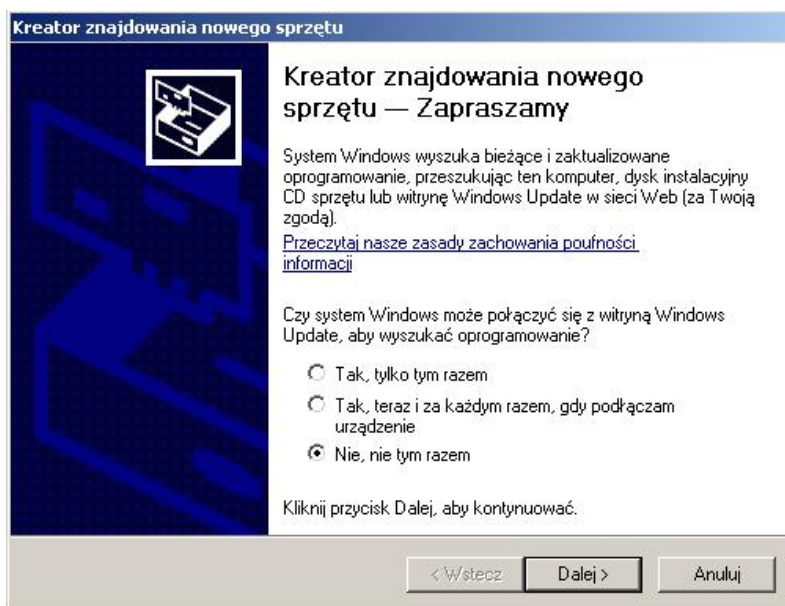 Kreator znajdowania nowego sprzętu
Kreator znajdowania nowego
sprzętu — Zapraszamy
System Windows wyszuka bieżące i zaktualizowane
oprogramowanie, przeszukując ten komputer, dysk instalacyjny
CD sprzętu lub witrynę Windows Update w sieci Web (za Twoją
zgodą).
Przeczytaj nasze zasady zachowania poufności
informacji
Czy system Windows może połączyć się z witryną Windows
Update, aby wyszukać oprogramowanie?
Tak, tylko tym razem
Tak, teraz i za każdym razem, gdy podłączam
urządzenie
Nie, nie tym razem
Kliknij przycisk Dalej, aby kontynuować.
< Wstecz Dalej > Anuluj